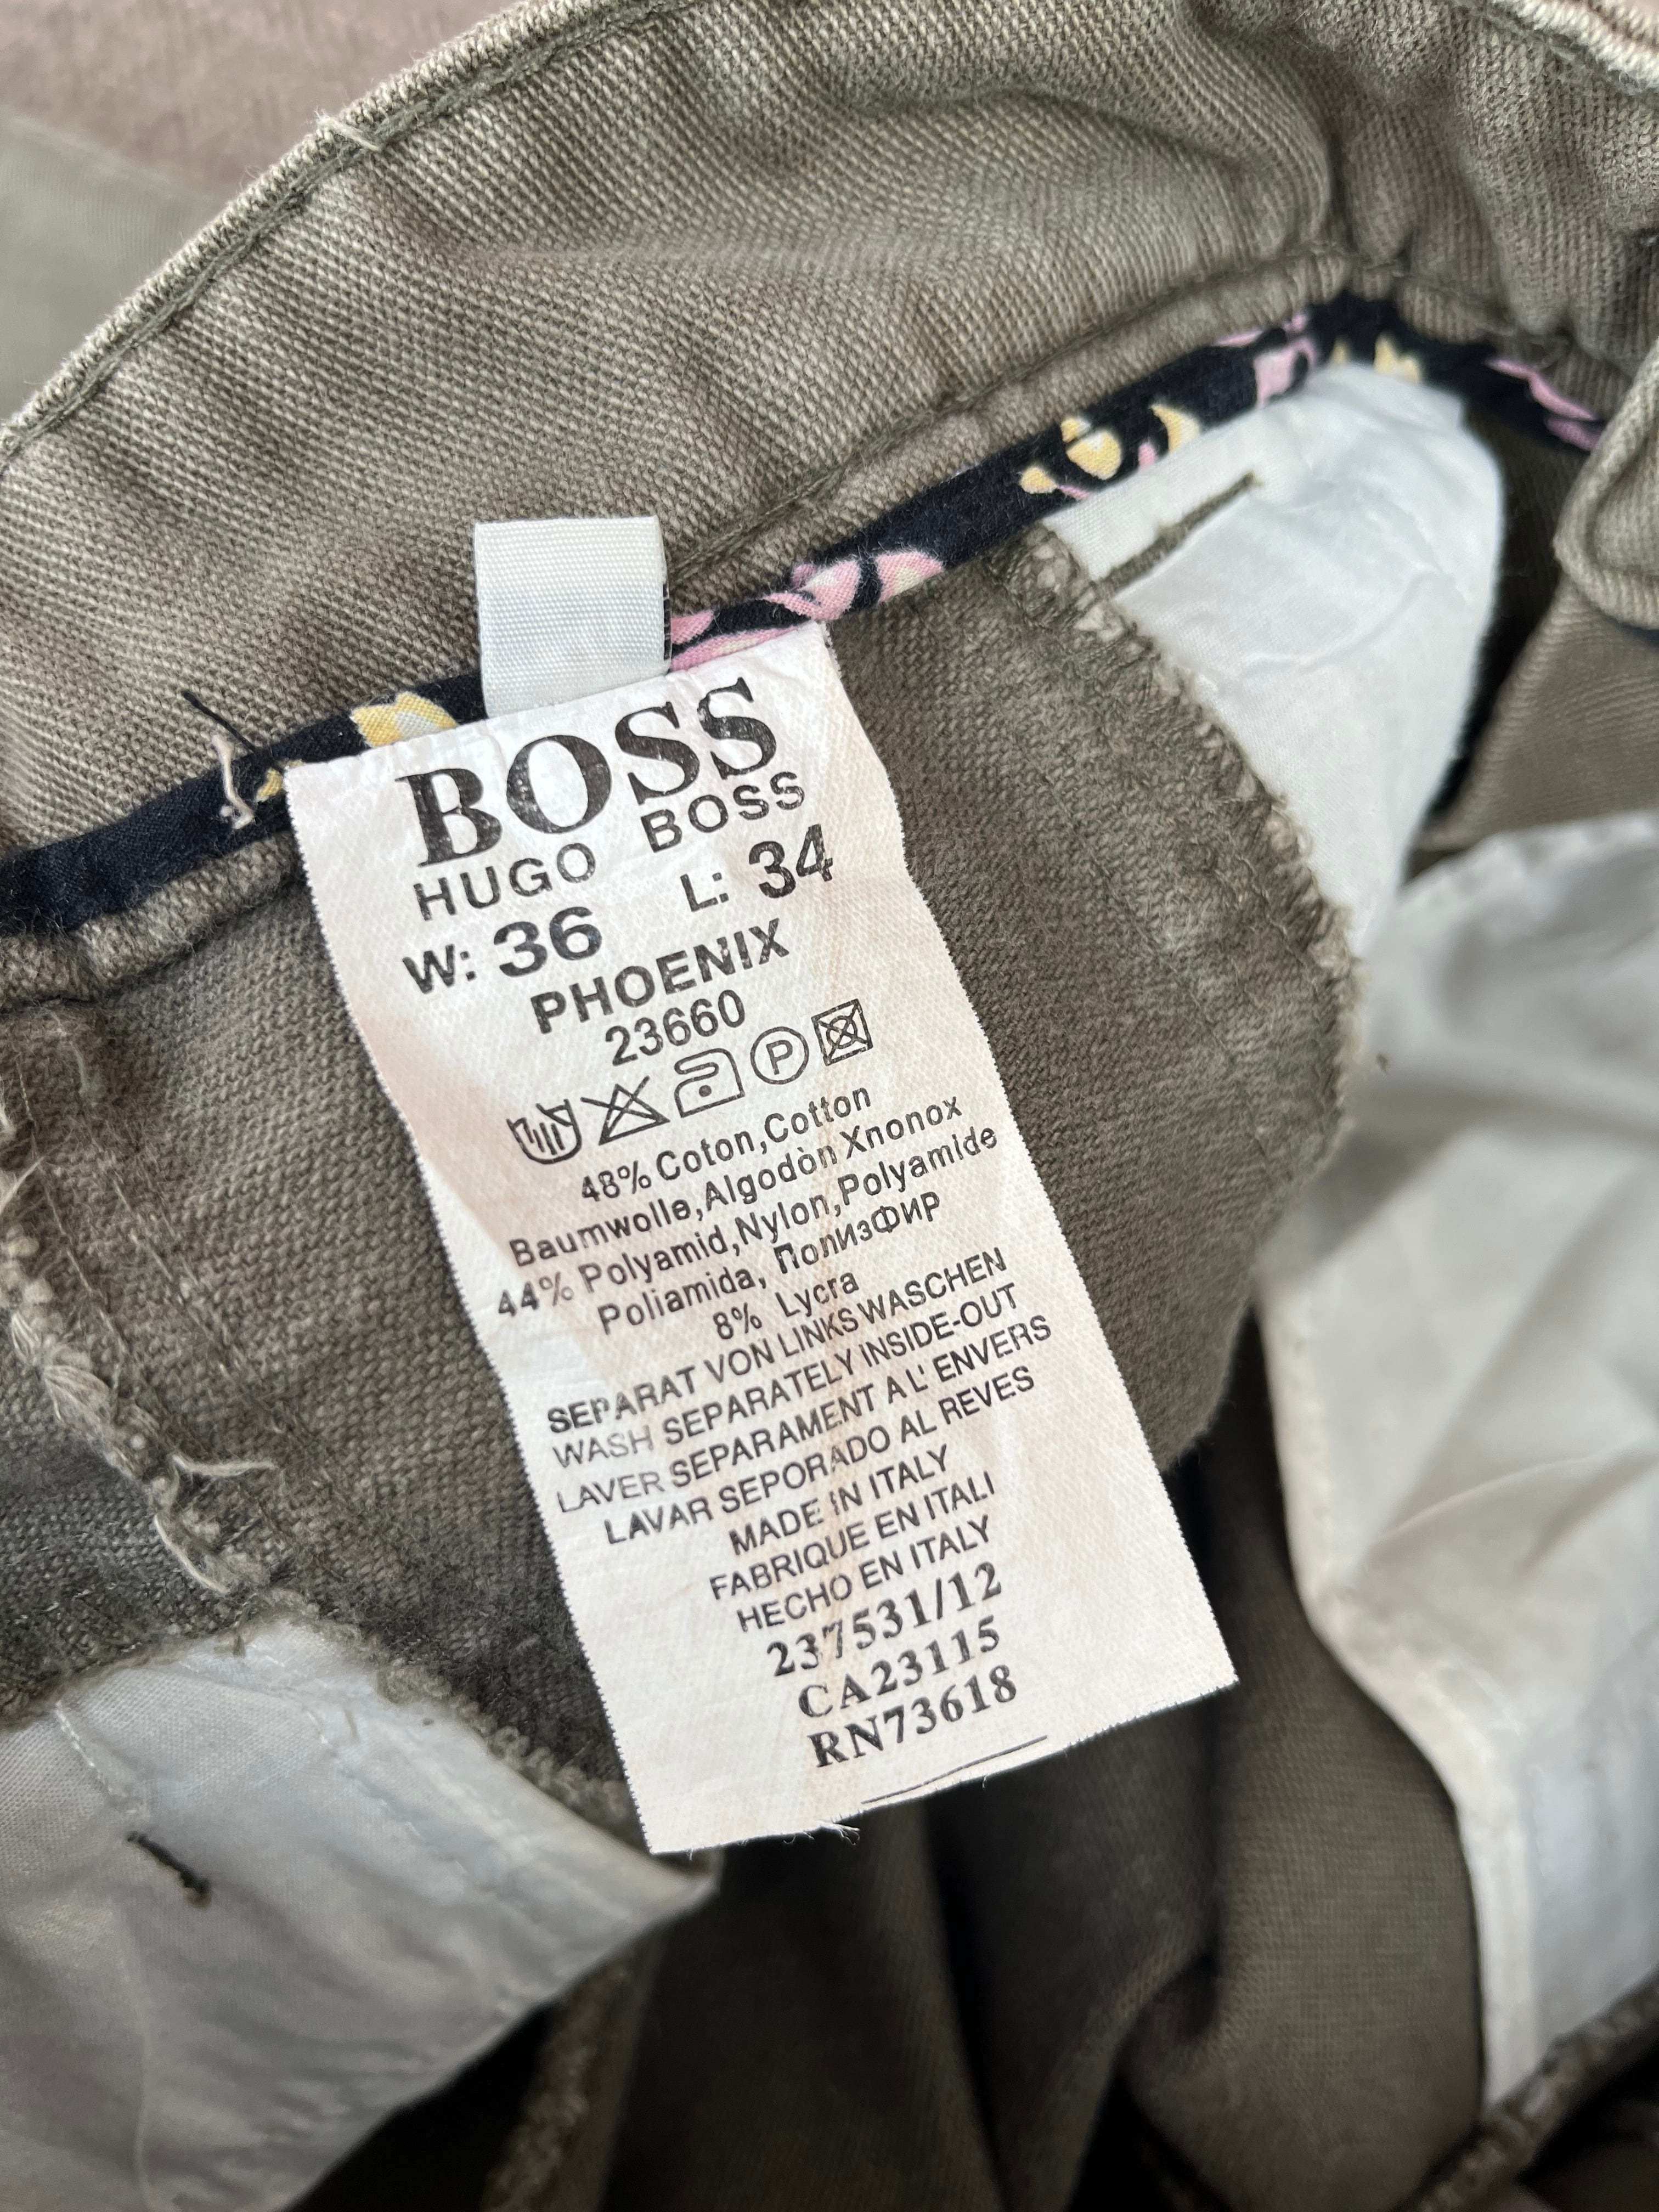 BOSS
HUGO BOSS
W: 36 L: 34
PHOENIX
23660
P
48% Coton,Cotton
Baumwolle,Algodòn Xnonox
44% Polyamid,Nylon,Polyamide
Poliamida, ПолИзФИР
8% Lycra
SEPARAT VON LINKS WASCHEN
WASH SEPARATELY INSIDE-OUT
LAVER SEPARAMENT A L' ENVERS
LAVAR SEPORADO AL REVES
MADE IN ITALY
FABRIQUE EN ITALI
HECHO EN ITALY
237531/12
CA23115
RN73618